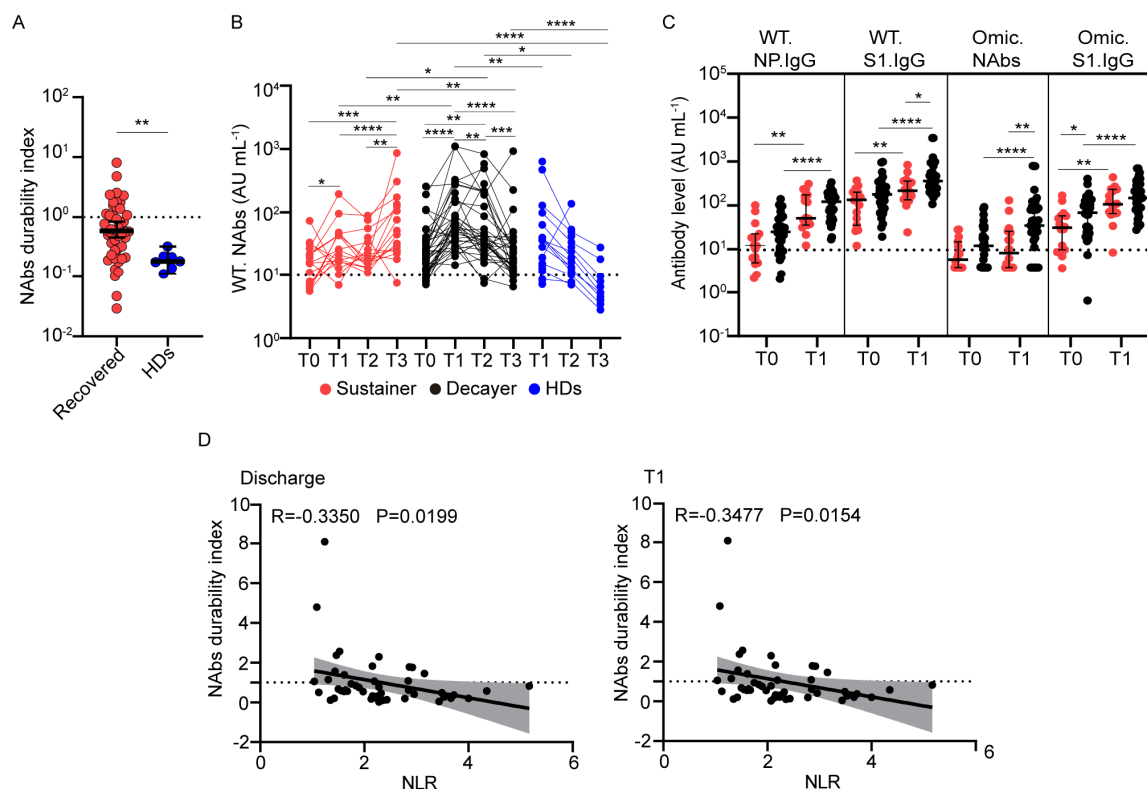 A
NAbs durability index
10²
10¹
10⁰
10⁻¹
10⁻²
**
Recovered
HDs
B
WT. NAbs (AU mL⁻¹)
10⁴
10³
10²
10¹
10⁰
****
****
*
**
*
**
** ****
*** **
**** **** ** ***
**
*
T0 T1 T2 T3 T0 T1 T2 T3 T1 T2 T3
Sustainer Decayer HDs
C
WT. WT. Omic. Omic.
NP.IgG S1.IgG NAbs S1.IgG
Antibody level (AU mL⁻¹)
10⁵
10⁴
10³
10²
10¹
10⁰
10⁻¹
** ****
** **** *
**** **
* ** ****
T0 T1 T0 T1 T0 T1 T0 T1
D
Discharge
R=-0.3350 P=0.0199
NAbs durability index
10
8
6
4
2
0
-2
0 2 4 6
NLR
T1
R=-0.3477 P=0.0154
NAbs durability index
10
8
6
4
2
0
-2
0 2 4 6
NLR